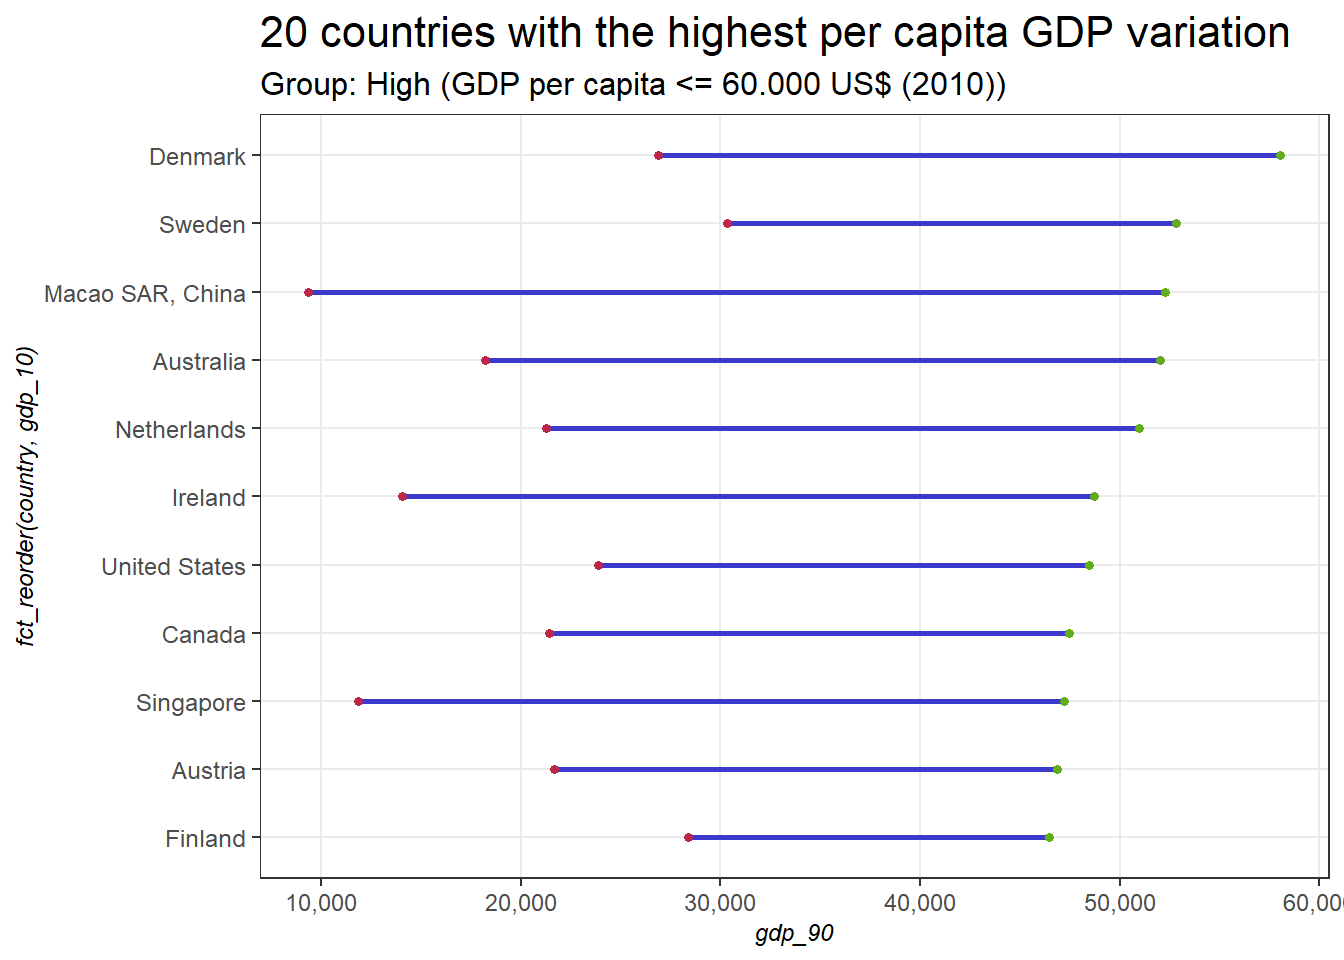 20 countries with the highest per capita GDP variation
Group: High (GDP per capita <= 60.000 US$ (2010))
fct_reorder(country, gdp_10)
Denmark
Sweden
Macao SAR, China
Australia
Netherlands
Ireland
United States
Canada
Singapore
Austria
Finland
10,000 20,000 30,000 40,000 50,000 60,00
gdp_90